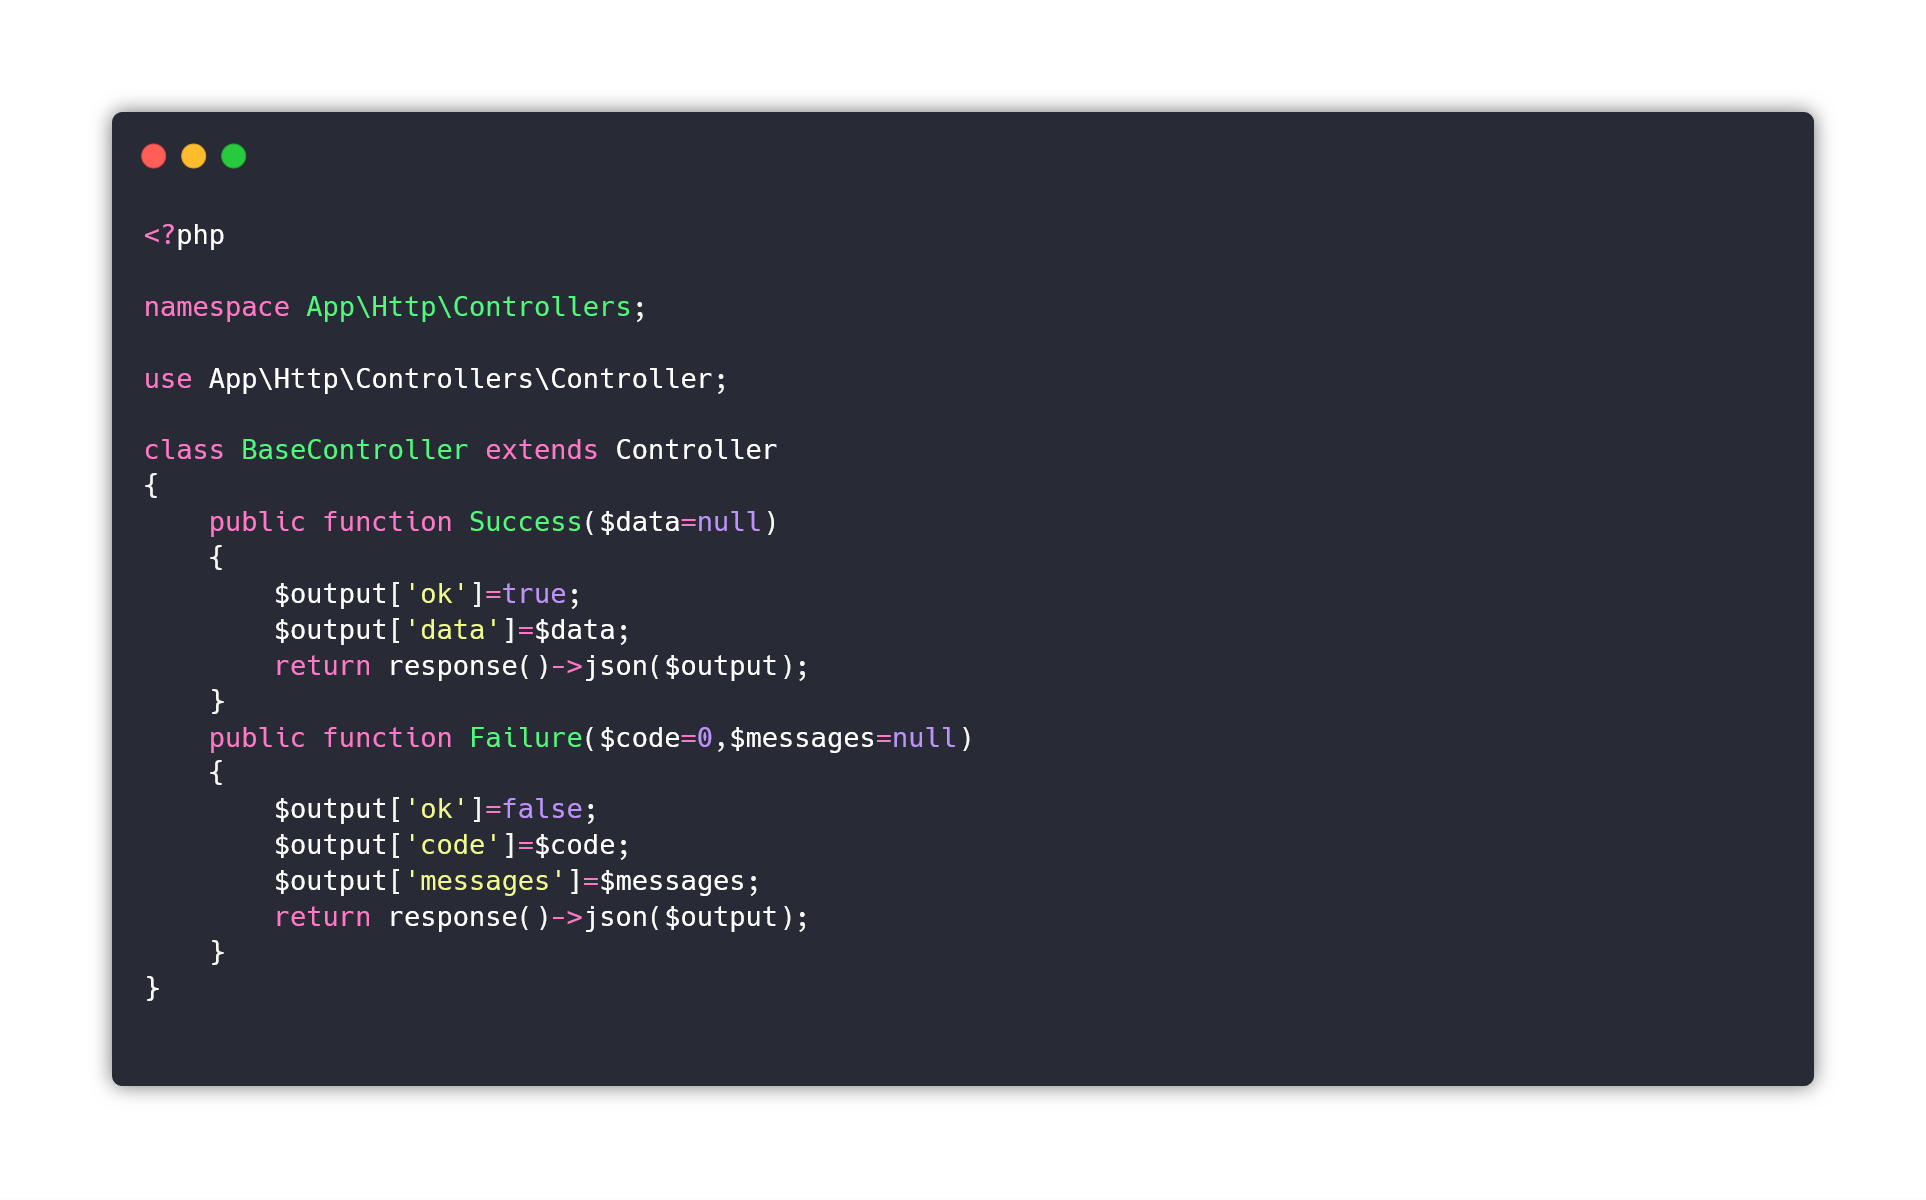 <?php
namespace App\Http\Controllers;
use App\Http\Controllers\Controller;
class BaseController extends Controller
{
    public function Success($data=null)
    {
        $output['ok']=true;
        $output['data']=$data;
        return response()->json($output);
    }
    public function Failure($code=0,$messages=null)
    {
        $output['ok']=false;
        $output['code']=$code;
        $output['messages']=$messages;
        return response()->json($output);
    }
}